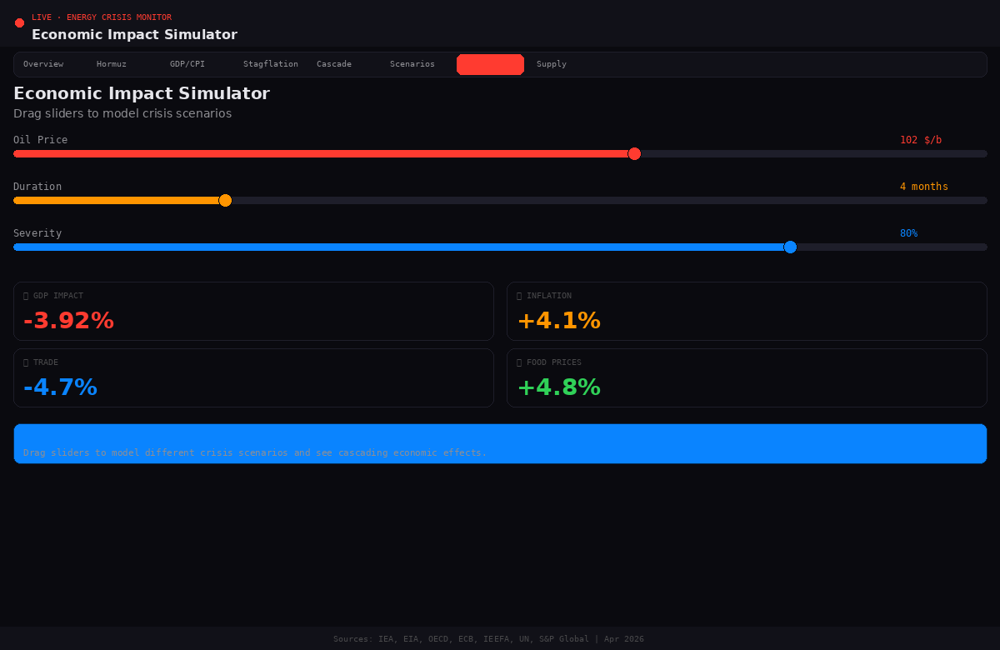 LIVE · ENERGY CRISIS MONITOR
Economic Impact Simulator
Overview Hormuz GDP/CPI Stagflation Cascade Scenarios Supply
Economic Impact Simulator
Drag sliders to model crisis scenarios
Oil Price 102 $/b
Duration 4 months
Severity 80%
GDP IMPACT INFLATION
-3.92% +4.1%
TRADE FOOD PRICES
-4.7% +4.8%
Drag sliders to model different crisis scenarios and see cascading economic effects.
Sources: IEA, EIA, OECD, ECB, IEEFA, UN, S&P Global | Apr 2026